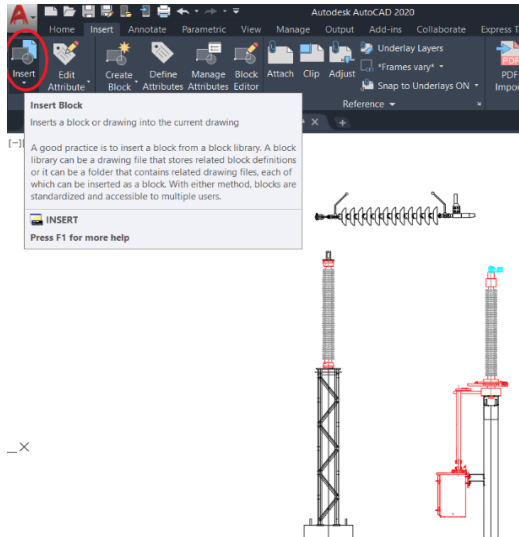 A
Autodesk AutoCAD 2020
Home Insert Annotate Parametric View Manage Output Add-ins Collaborate Express T
Insert
Edit
Attribute
Create
Block
Define
Attributes
Manage
Attributes
Block
Editor
Attach
Clip
Adjust
Underlay Layers
*Frames vary*
Snap to Underlays ON
PDF
PDF
Impor
Reference
Insert Block
Inserts a block or drawing into the current drawing
A good practice is to insert a block from a block library. A block
library can be a drawing file that stores related block definitions
or it can be a folder that contains related drawing files, each of
which can be inserted as a block. With either method, blocks are
standardized and accessible to multiple users.
INSERT
Press F1 for more help
[-][